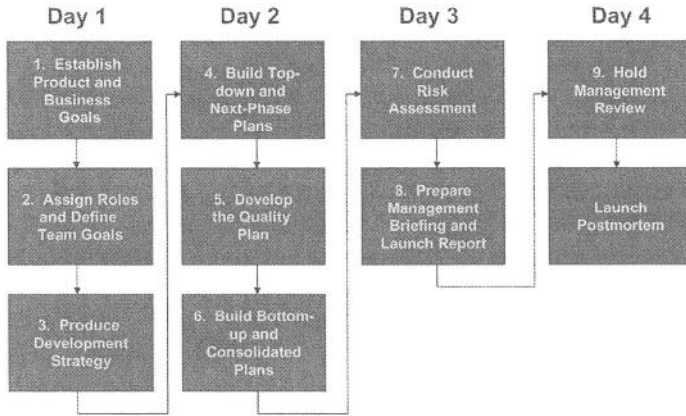 Day 1
1. Establish
Product and
Business
Goals
2. Assign Roles
and Define
Team Goals
3. Produce
Development
Strategy
Day 2
4. Build Top-
down and
Next-Phase
Plans
5. Develop
the Quality
Plan
6. Build Bottom-
up and
Consolidated
Plans
Day 3
7. Conduct
Risk
Assessment
8. Prepare
Management
Briefing and
Launch Report
Day 4
9. Hold
Management
Review
Launch
Postmortem